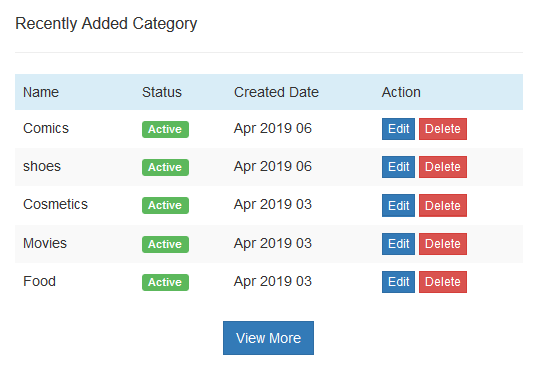 Recently Added Category
Name Status Created Date Action
Comics Active Apr 2019 06 Edit Delete
shoes Active Apr 2019 06 Edit Delete
Cosmetics Active Apr 2019 03 Edit Delete
Movies Active Apr 2019 03 Edit Delete
Food Active Apr 2019 03 Edit Delete
View More